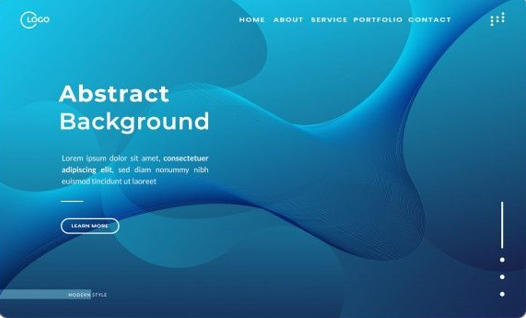 LOGO
HOME ABOUT SERVICE PORTFOLIO CONTACT
Abstract
Background
Lorem ipsum dolor sit amet, consectetuer
adipiscing elit, sed diam nonummy nibh
euismod tincidunt ut laoreet
LEARN MORE
MODERN STYLE